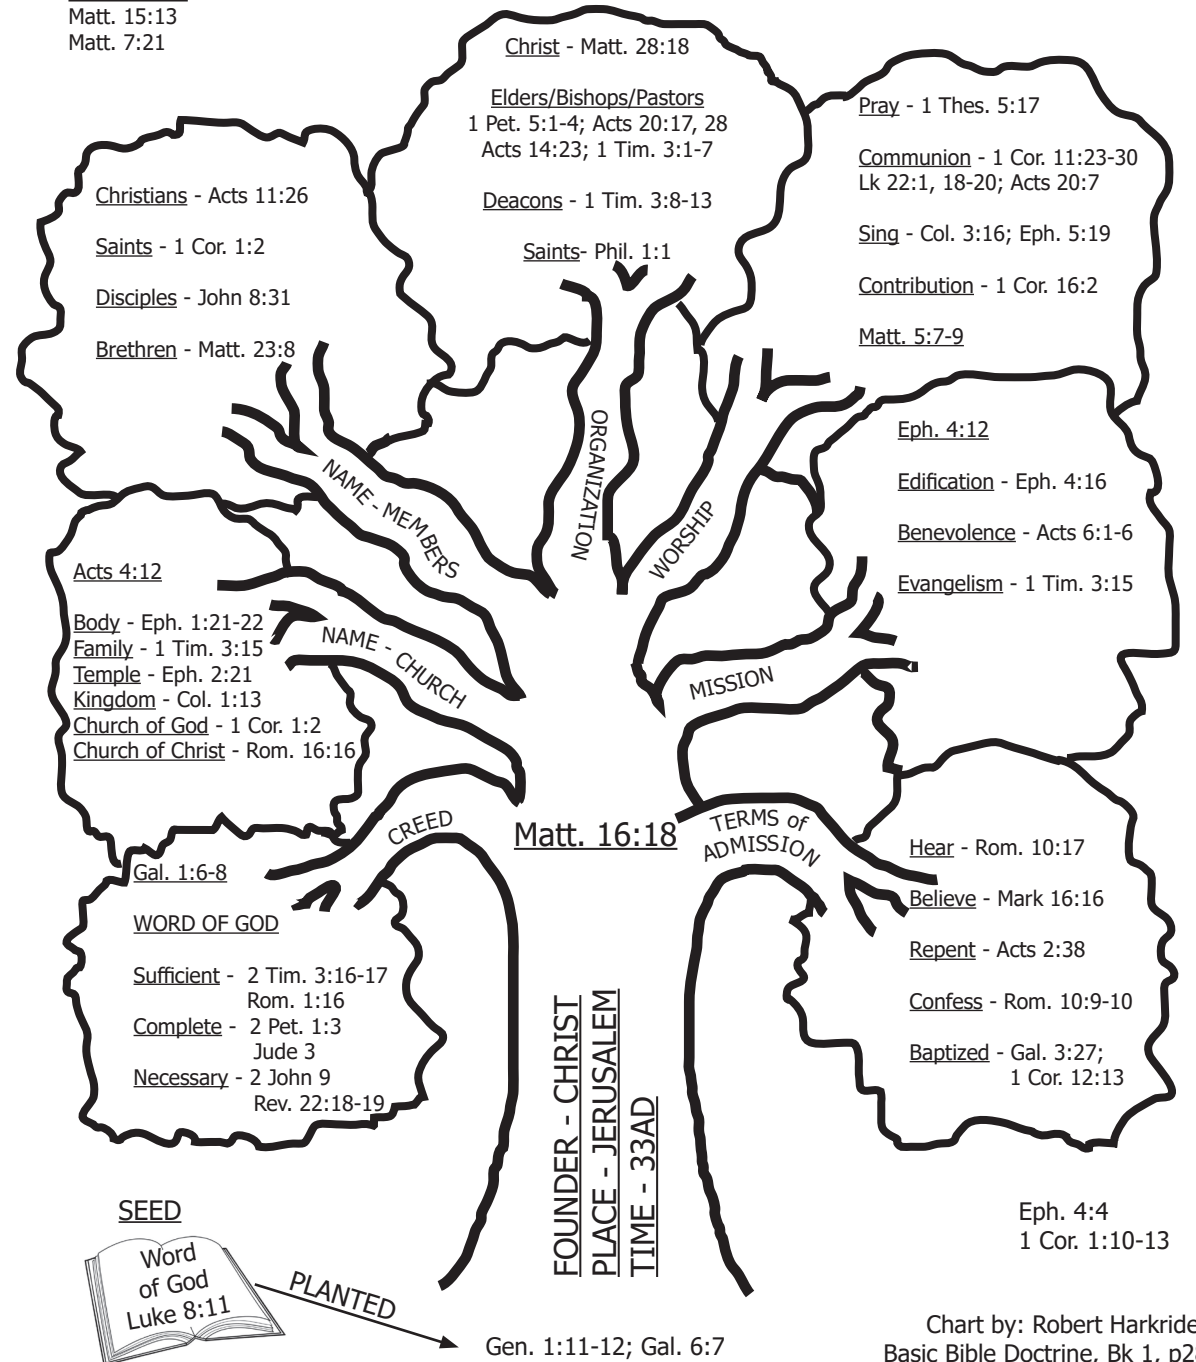 Matt. 15:13
Matt. 7:21
Christ - Matt. 28:18
Elders/Bishops/Pastors
1 Pet. 5:1-4; Acts 20:17, 28
Acts 14:23; 1 Tim. 3:1-7
Deacons - 1 Tim. 3:8-13
Saints- Phil. 1:1
Pray - 1 Thes. 5:17
Communion - 1 Cor. 11:23-30
Lk 22:1, 18-20; Acts 20:7
Sing - Col. 3:16; Eph. 5:19
Contribution - 1 Cor. 16:2
Matt. 5:7-9
Christians - Acts 11:26
Saints - 1 Cor. 1:2
Disciples - John 8:31
Brethren - Matt. 23:8
NAME - MEMBERS
ORGANIZATION
WORSHIP
Eph. 4:12
Edification - Eph. 4:16
Benevolence - Acts 6:1-6
Evangelism - 1 Tim. 3:15
Acts 4:12
Body - Eph. 1:21-22
Family - 1 Tim. 3:15
Temple - Eph. 2:21
Kingdom - Col. 1:13
Church of God - 1 Cor. 1:2
Church of Christ - Rom. 16:16
NAME - CHURCH
MISSION
CREED
Matt. 16:18
TERMS of
ADMISSION
Gal. 1:6-8
WORD OF GOD
Sufficient - 2 Tim. 3:16-17
Rom. 1:16
Complete - 2 Pet. 1:3
Jude 3
Necessary - 2 John 9
Rev. 22:18-19
Hear - Rom. 10:17
Believe - Mark 16:16
Repent - Acts 2:38
Confess - Rom. 10:9-10
Baptized - Gal. 3:27;
1 Cor. 12:13
FOUNDER - CHRIST
PLACE - JERUSALEM
TIME - 33AD
SEED
Word
of God
Luke 8:11
PLANTED
Gen. 1:11-12; Gal. 6:7
Eph. 4:4
1 Cor. 1:10-13
Chart by: Robert Harkride
Basic Bible Doctrine, Bk 1,